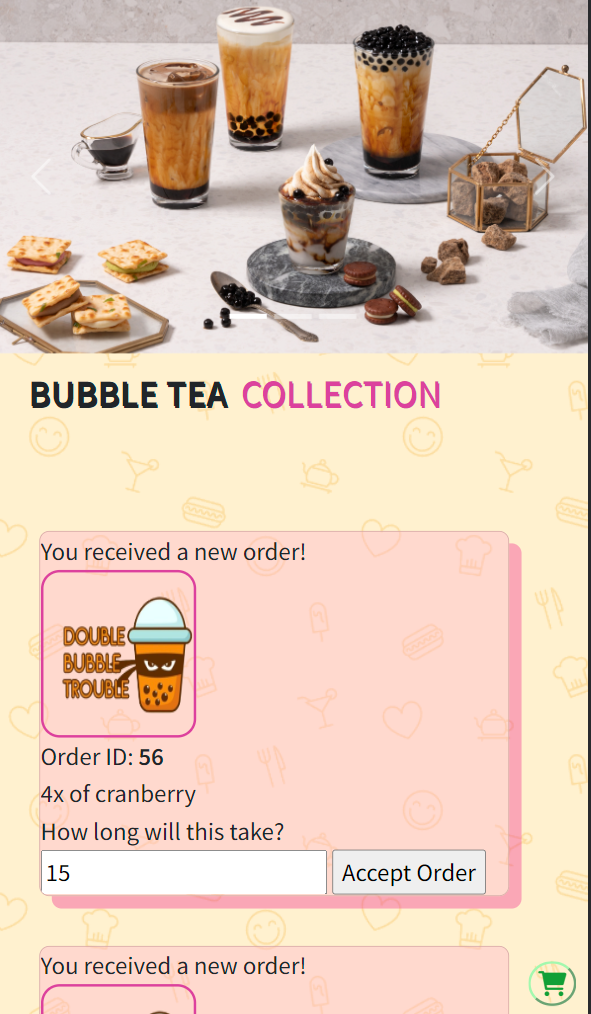 BUBBLE TEA COLLECTION
You received a new order!
DOUBLE
BUBBLE
TROUBLE
Order ID: 56
4x of cranberry
How long will this take?
15 Accept Order
You received a new order!